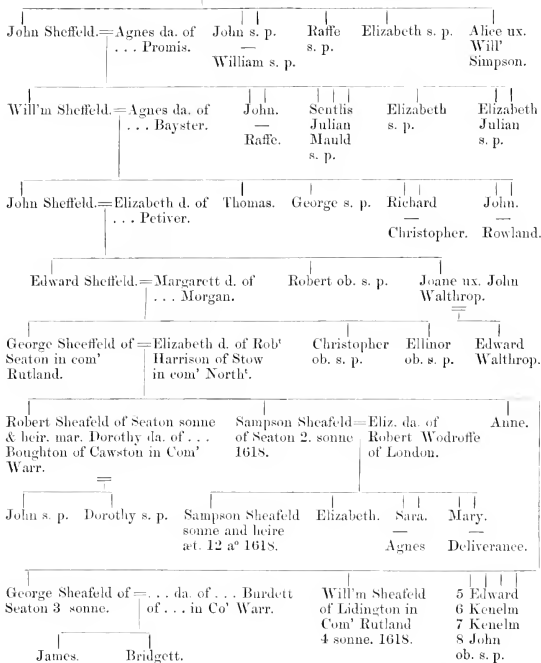 John Sheffeld.=Agnes da. of John s. p. Raffe Elizabeth s. p. Alice ux.
. . . Promis. — s. p. Will'
William s. p. Simpson.
Will'm Sheffeld.=Agnes da. of John. Sentlis Elizabeth Elizabeth
. . . Bayster. — Julian s. p. Julian
Raffe. Mauld s. p.
s. p.
John Sheffeld.=Elizabeth d. of Thomas. George s. p. Richard John.
. . . Petiver. — —
Christopher. Rowland.
Edward Sheffeld.=Margarett d. of Robert ob. s. p. Joane ux. John
. . . Morgan. Walthrop.
=
George Sheeffeld of =Elizabeth d. of Robt Christopher Ellinor Edward
Seaton in com' Harrison of Stow ob. s. p. ob. s. p. Walthrop.
Rutland. in com' Northt.
Robert Sheafeld of Seaton sonne Sampson Sheafeld=Eliz. da. of Anne.
& heir. mar. Dorothy da. of . . . of Seaton 2. sonne Robert Wodroffe
Boughton of Cawston in Com' 1618. of London.
Warr.
=
John s. p. Dorothy s. p. Sampson Sheafeld Elizabeth. Sara. Mary.
sonne and heire — —
æt. 12 ao 1618. Agnes Deliverance.
George Sheafeld of =. . . da. of . . . Burdett Will'm Sheafeld 5 Edward
Seaton 3 sonne. of . . . in Co' Warr. of Lidington in 6 Kenelm
Com' Rutland 7 Kenelm
4 sonne. 1618. 8 John
James. Bridgett. ob. s. p.